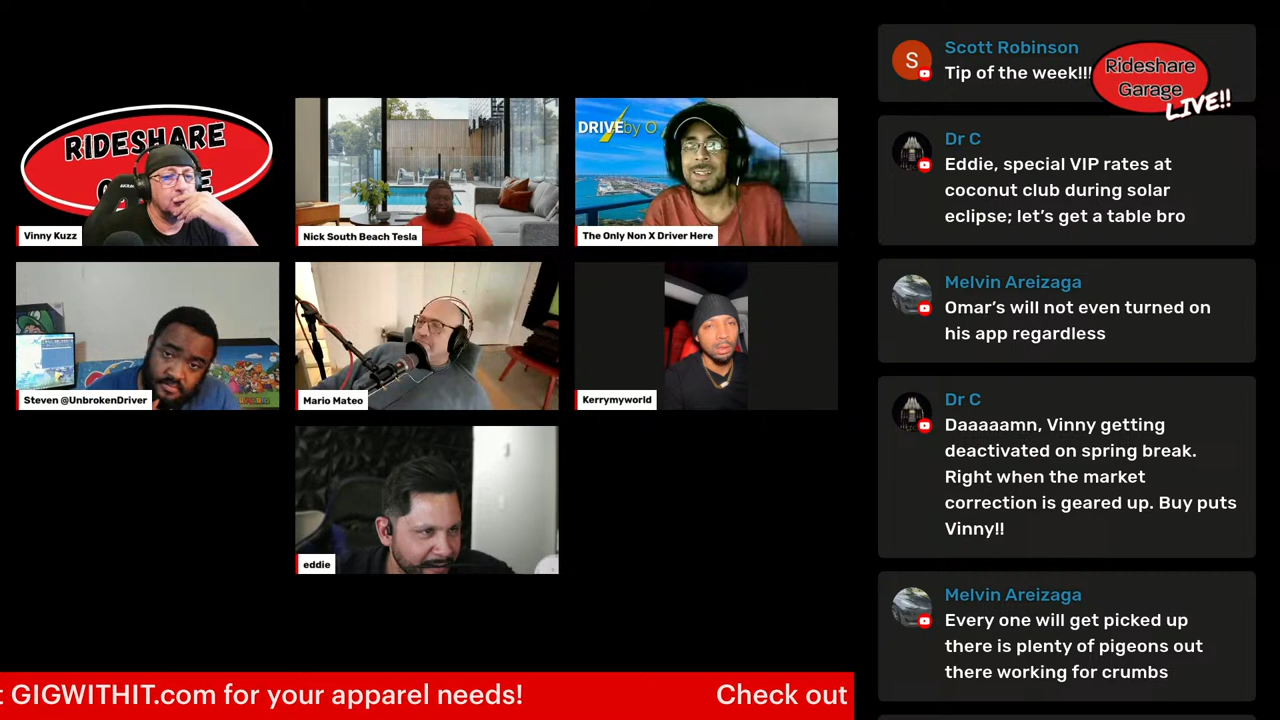 RIDESHARE
Vinny Kuzz
Nick South Beach Tesla
DRIVE by O
The Only Non X Driver Here
Steven @UnbrokenDriver
Mario Mateo
Kerrymyworld
eddie
GIGWITHIT.com for your apparel needs!
Check out
S
Scott Robinson
Tip of the week!!!
Rideshare
Garage
LIVE!!
Dr C
Eddie, special VIP rates at
coconut club during solar
eclipse; let’s get a table bro
Melvin Areizaga
Omar’s will not even turned on
his app regardless
Dr C
Daaaaamn, Vinny getting
deactivated on spring break.
Right when the market
correction is geared up. Buy puts
Vinny!!
Melvin Areizaga
Every one will get picked up
there is plenty of pigeons out
there working for crumbs